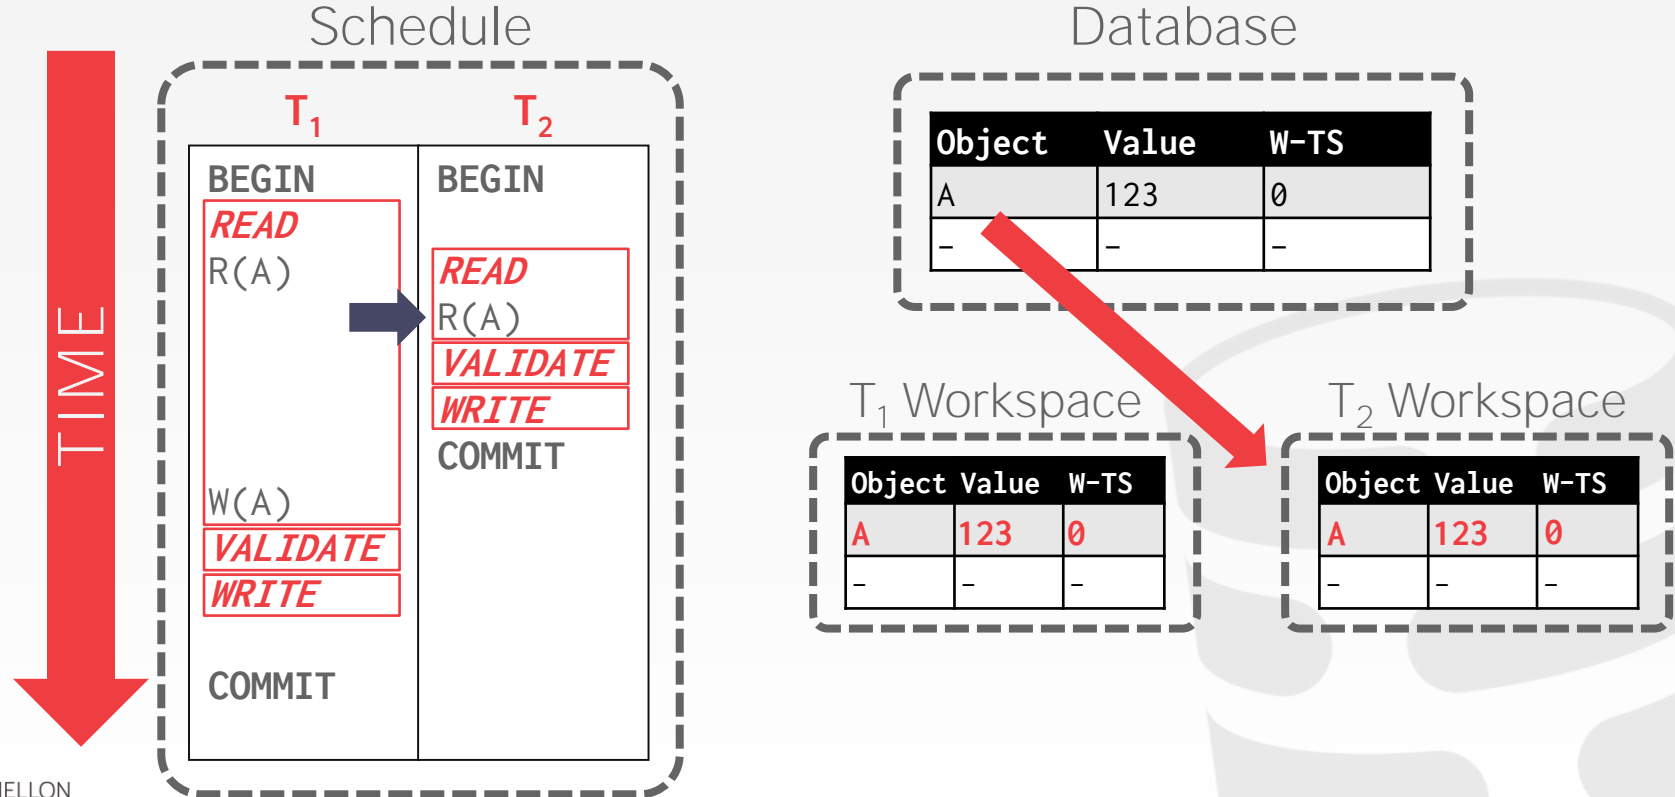 Schedule
TIME
T₁ T₂
BEGIN BEGIN
READ
R(A) READ
R(A)
VALIDATE
WRITE
COMMIT
W(A)
VALIDATE
WRITE
COMMIT
Database
Object Value W-TS
A 123 0
– – –
T₁ Workspace
Object Value W-TS
A 123 0
– – –
T₂ Workspace
Object Value W-TS
A 123 0
– – –